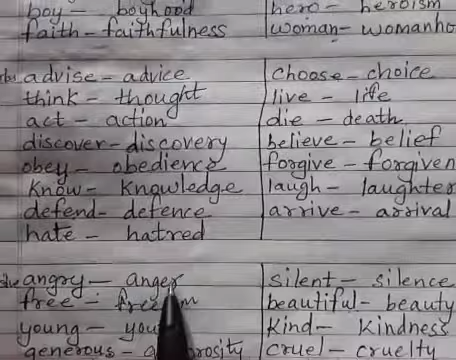 boy - boyhood hero - heroism
faith - faithfulness woman - womanho
advise - advice choose - choice
think - thought live - life
act - action die - death
discover - discovery believe - belief
obey - obedience forgive - forgiven
know - knowledge laugh - laughter
defend - defence arrive - arrival
hate - hatred
angry - anger silent - silence
free - beautiful - beauty
young - kind - kindness
generous - cruel - cruelty